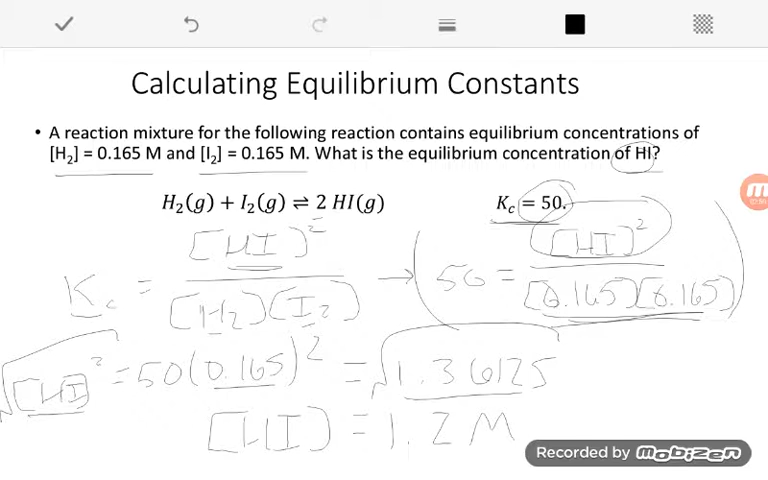 Calculating Equilibrium Constants
• A reaction mixture for the following reaction contains equilibrium concentrations of
[H₂] = 0.165 M and [I₂] = 0.165 M. What is the equilibrium concentration of HI?
H₂(g) + I₂(g) ⇌ 2 HI(g) K_c = 50.
K_c = [HI]² / [H₂][I₂] → (50 = [HI]² / [0.165][0.165])
√[HI]² = 50(0.165)² = √1.36125
[HI] = 1.2 M
Recorded by MOBIZEN